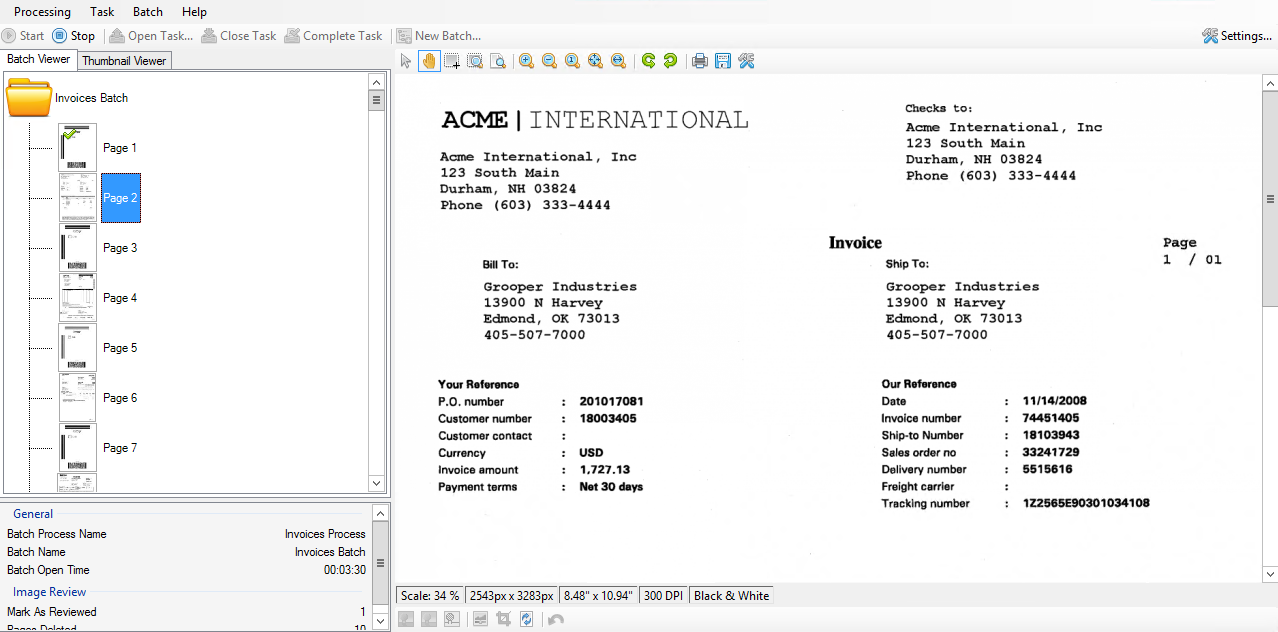 Processing Task Batch Help
Start Stop Open Task... Close Task Complete Task New Batch... Settings...
Batch Viewer Thumbnail Viewer
Invoices Batch
Page 1
Page 2
Page 3
Page 4
Page 5
Page 6
Page 7
General
Batch Process Name Invoices Process
Batch Name Invoices Batch
Batch Open Time 00:03:30
Image Review
Mark As Reviewed 1
Pages Deleted 10
ACME | INTERNATIONAL
Acme International, Inc
123 South Main
Durham, NH 03824
Phone (603) 333-4444
Checks to:
Acme International, Inc
123 South Main
Durham, NH 03824
Phone (603) 333-4444
Invoice
Page
1 / 01
Bill To:
Grooper Industries
13900 N Harvey
Edmond, OK 73013
405-507-7000
Ship To:
Grooper Industries
13900 N Harvey
Edmond, OK 73013
405-507-7000
Your Reference
P.O. number : 201017081
Customer number : 18003405
Customer contact :
Currency : USD
Invoice amount : 1,727.13
Payment terms : Net 30 days
Our Reference
Date : 11/14/2008
Invoice number : 74451405
Ship-to Number : 18103943
Sales order no : 33241729
Delivery number : 5515616
Freight carrier :
Tracking number : 1Z2565E90301034108
Scale: 34 % 2543px x 3283px 8.48" x 10.94" 300 DPI Black & White